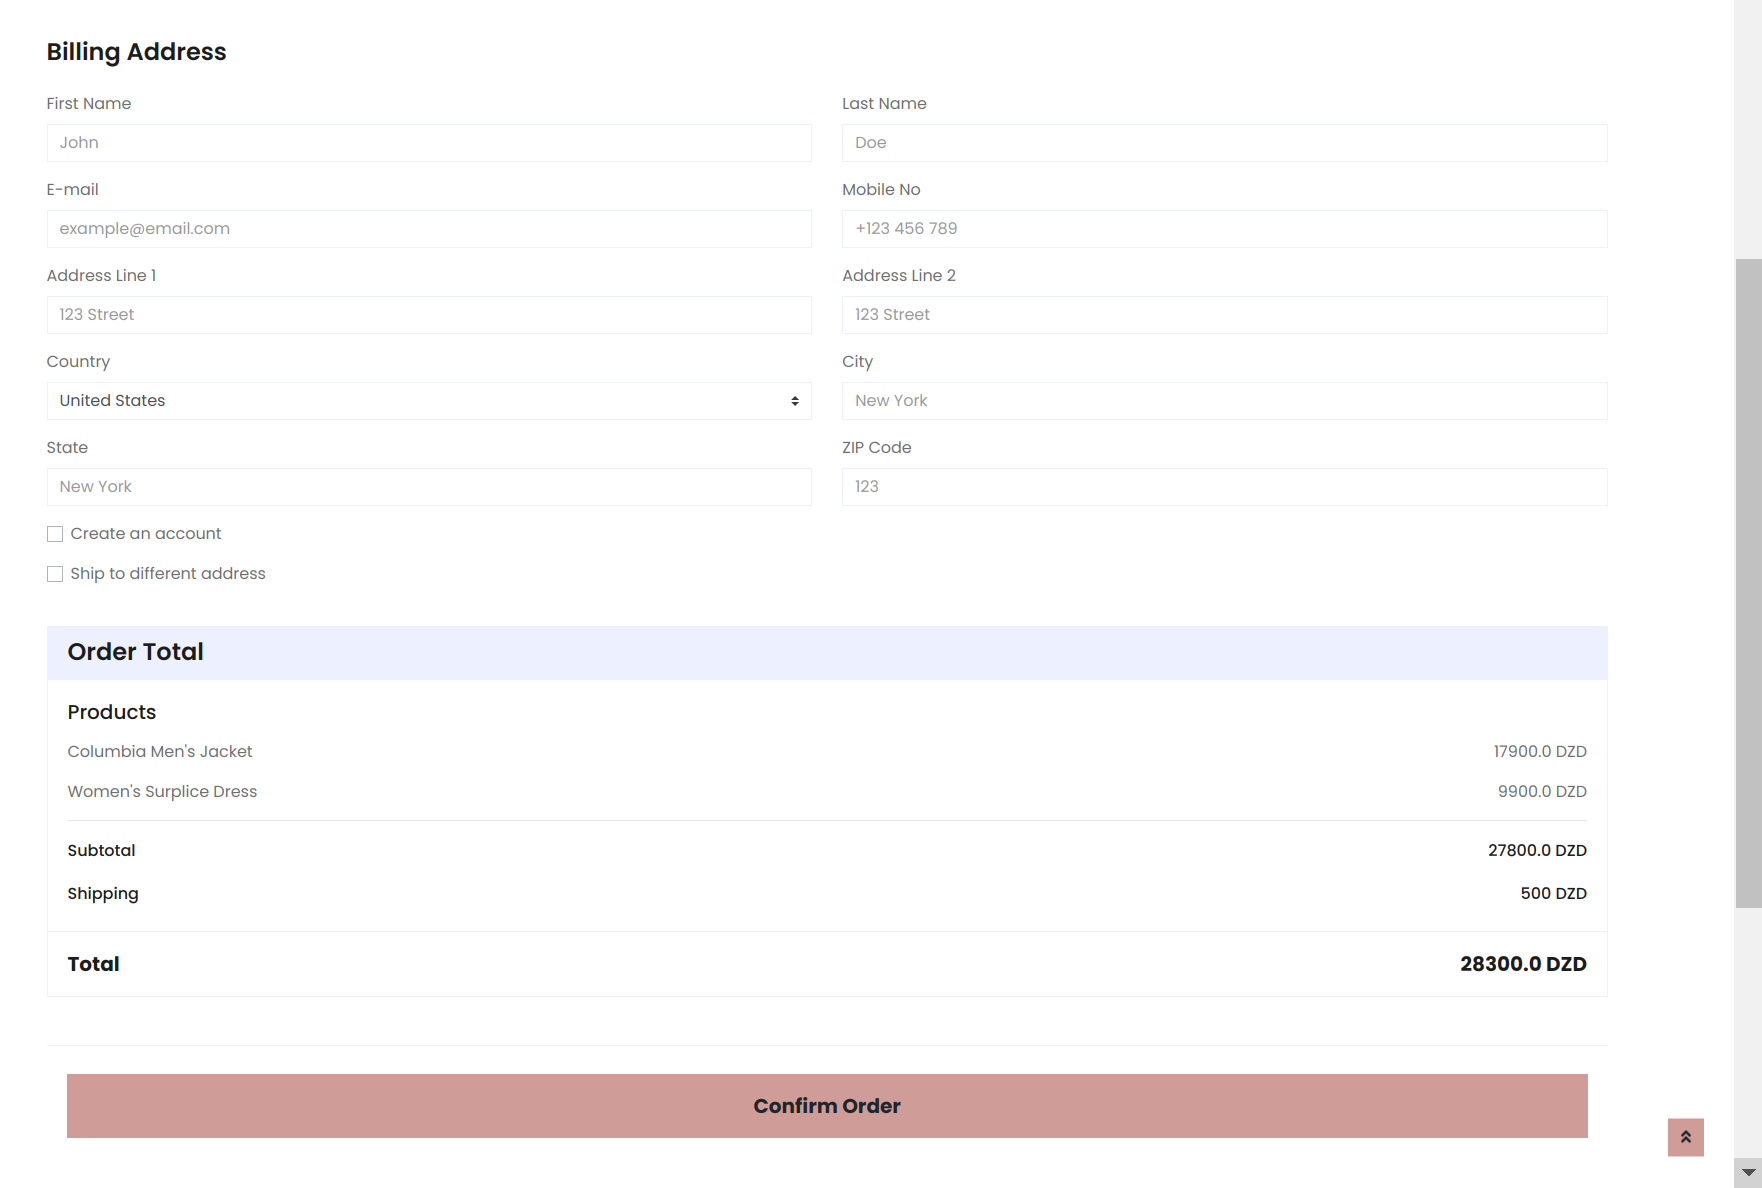 Billing Address
First Name
Last Name
John
Doe
E-mail
Mobile No
example@email.com
+123 456 789
Address Line 1
Address Line 2
123 Street
123 Street
Country
City
United States
New York
State
ZIP Code
New York
123
Create an account
Ship to different address
Order Total
Products
Columbia Men's Jacket 17900.0 DZD
Women's Surplice Dress 9900.0 DZD
Subtotal 27800.0 DZD
Shipping 500 DZD
Total 28300.0 DZD
Confirm Order